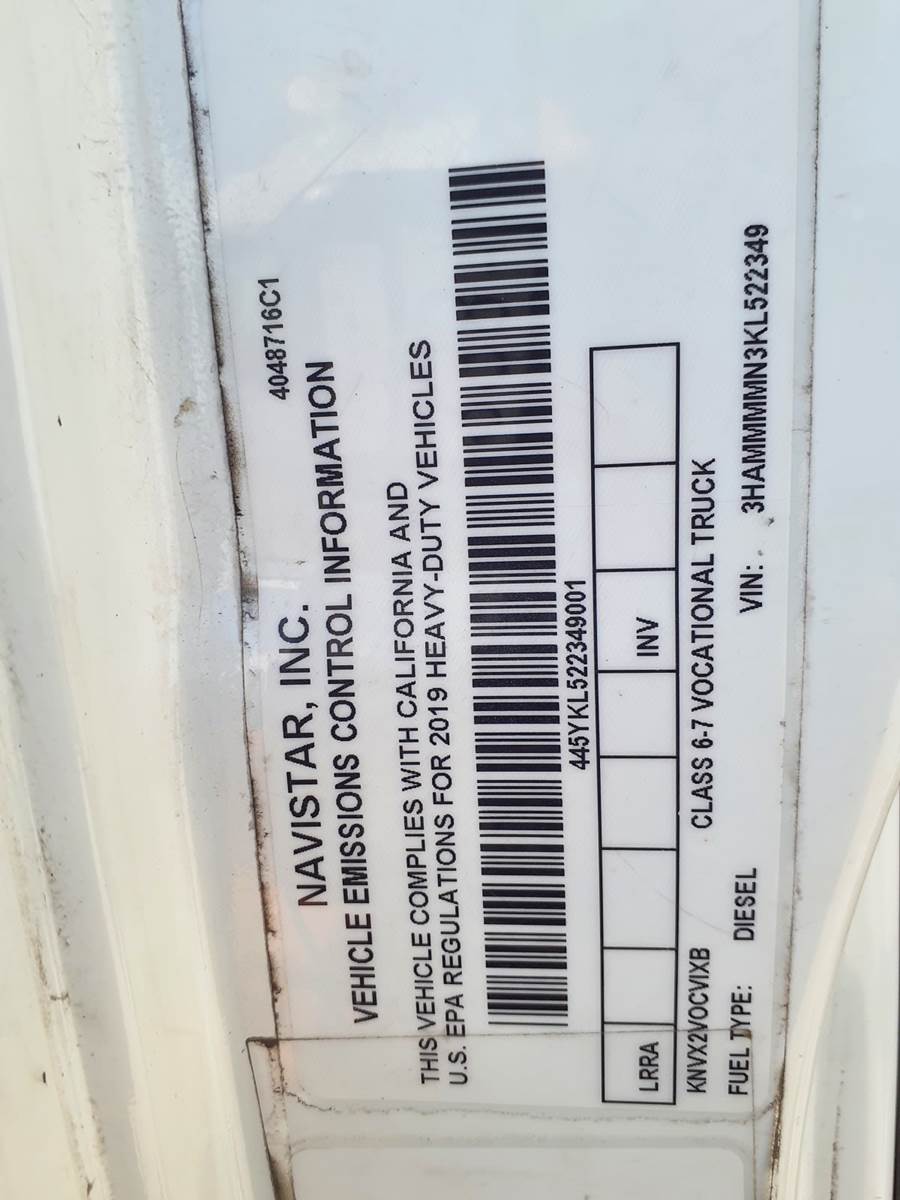 4048716C1
NAVISTAR, INC.
VEHICLE EMISSIONS CONTROL INFORMATION
THIS VEHICLE COMPLIES WITH CALIFORNIA AND
U.S. EPA REGULATIONS FOR 2019 HEAVY-DUTY VEHICLES
445YKL522349001
LRRA INV
KNVX2VOCVIXB CLASS 6-7 VOCATIONAL TRUCK
FUEL TYPE: DIESEL VIN: 3HAMMMMN3KL522349